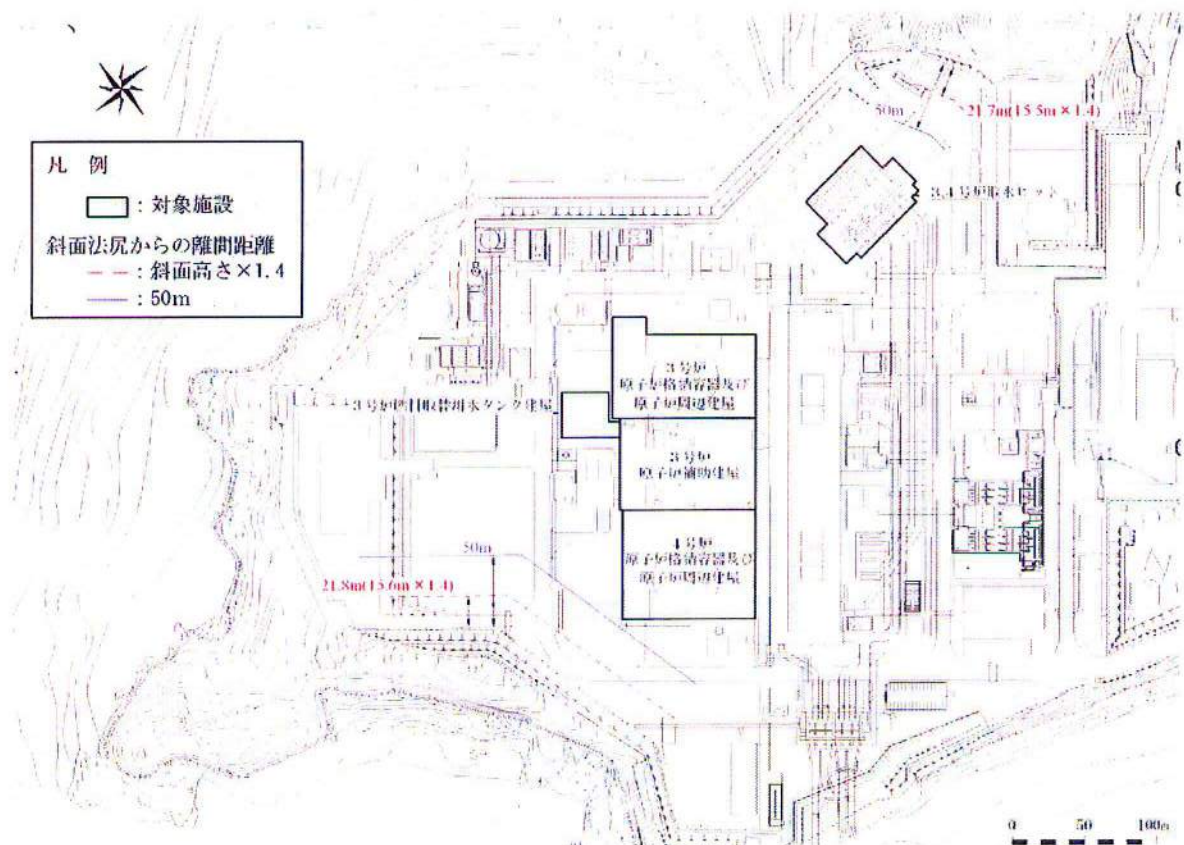 凡 例
：対象施設
斜面法尻からの離間距離
：斜面高さ×1.4
：50m
50m
21.7m(15.5m×1.4)
3,4号炉取水ピット
3号炉
原子炉格納容器及び
原子炉周辺建屋
3号炉燃料取替用水タンク建屋
3号炉
原子炉補助建屋
4号炉
原子炉格納容器及び
原子炉周辺建屋
50m
21.8m(15.6m×1.4)
0 50 100m